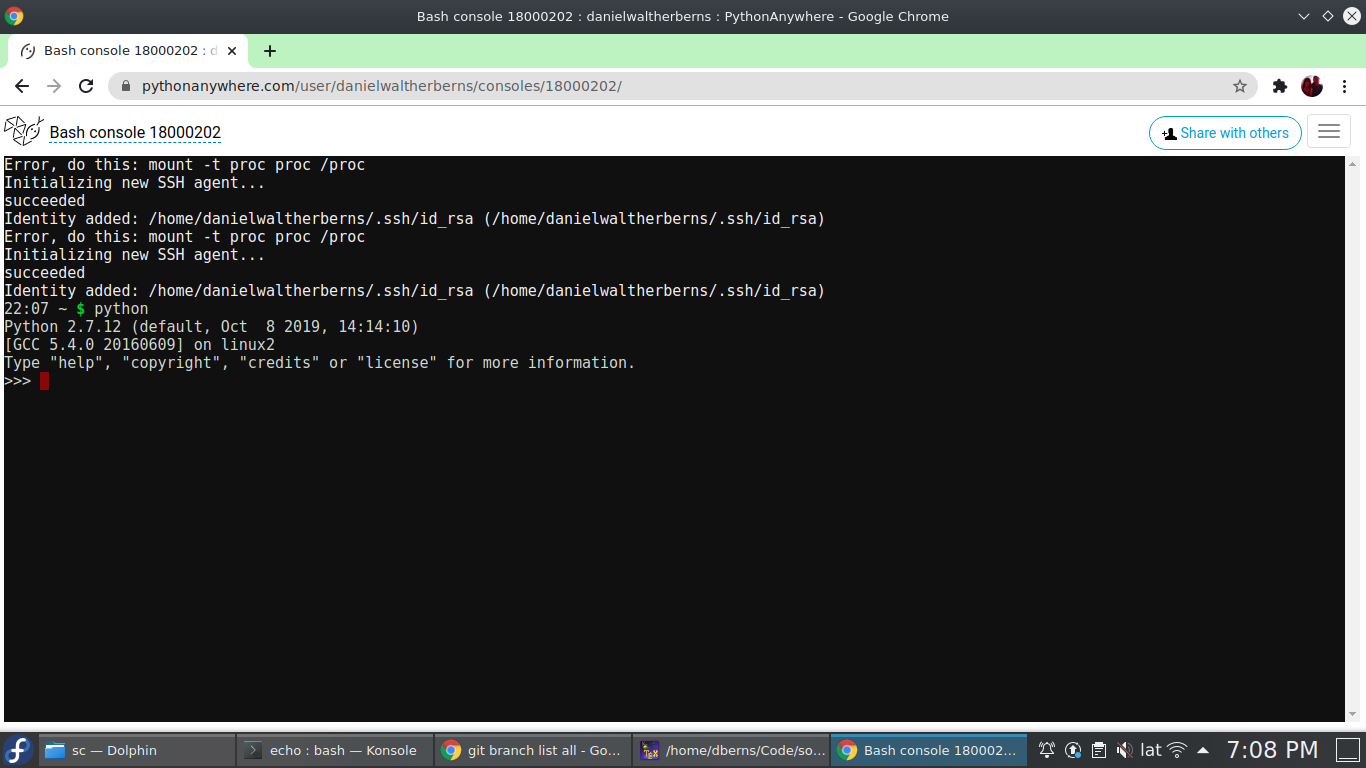 Bash console 18000202 : danielwaltherberns : PythonAnywhere - Google Chrome
Bash console 18000202 : d
pythonanywhere.com/user/danielwaltherberns/consoles/18000202/
Bash console 18000202
Share with others
Error, do this: mount -t proc proc /proc
Initializing new SSH agent...
succeeded
Identity added: /home/danielwaltherberns/.ssh/id_rsa (/home/danielwaltherberns/.ssh/id_rsa)
Error, do this: mount -t proc proc /proc
Initializing new SSH agent...
succeeded
Identity added: /home/danielwaltherberns/.ssh/id_rsa (/home/danielwaltherberns/.ssh/id_rsa)
22:07 ~ $ python
Python 2.7.12 (default, Oct  8 2019, 14:14:10)
[GCC 5.4.0 20160609] on linux2
Type "help", "copyright", "credits" or "license" for more information.
>>>
sc — Dolphin
echo : bash — Konsole
git branch list all - Go...
/home/dberns/Code/so...
Bash console 180002...
lat
7:08 PM